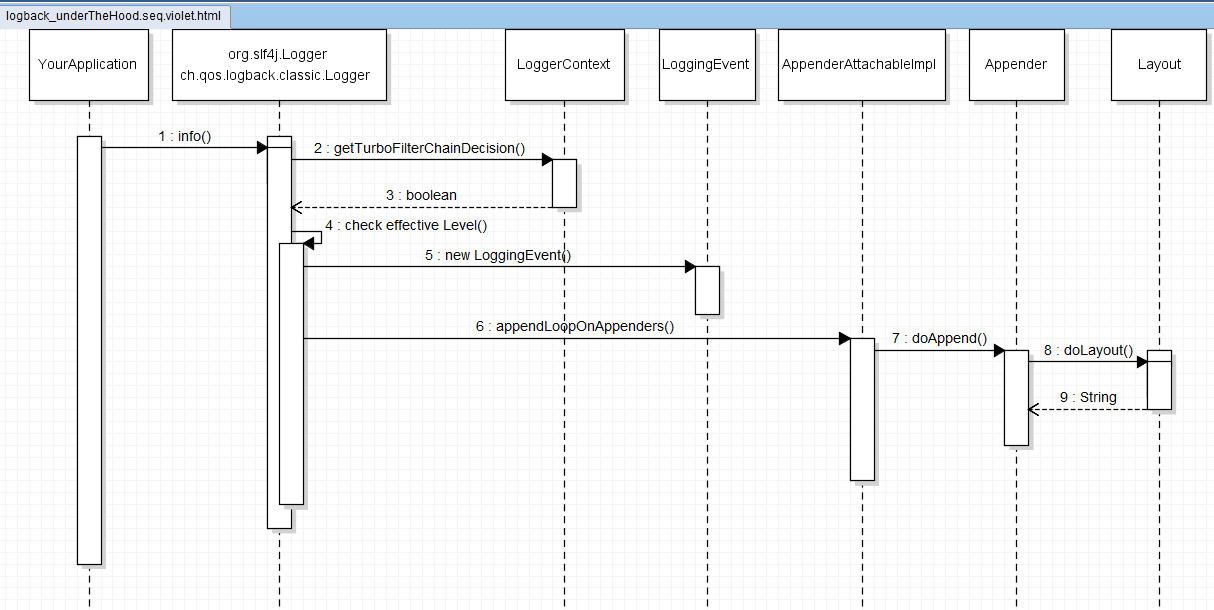 logback_underTheHood.seq.violet.html
YourApplication
org.slf4j.Logger
ch.qos.logback.classic.Logger
LoggerContext
LoggingEvent
AppenderAttachableImpl
Appender
Layout
1 : info()
2 : getTurboFilterChainDecision()
3 : boolean
4 : check effective Level()
5 : new LoggingEvent()
6 : appendLoopOnAppenders()
7 : doAppend()
8 : doLayout()
9 : String